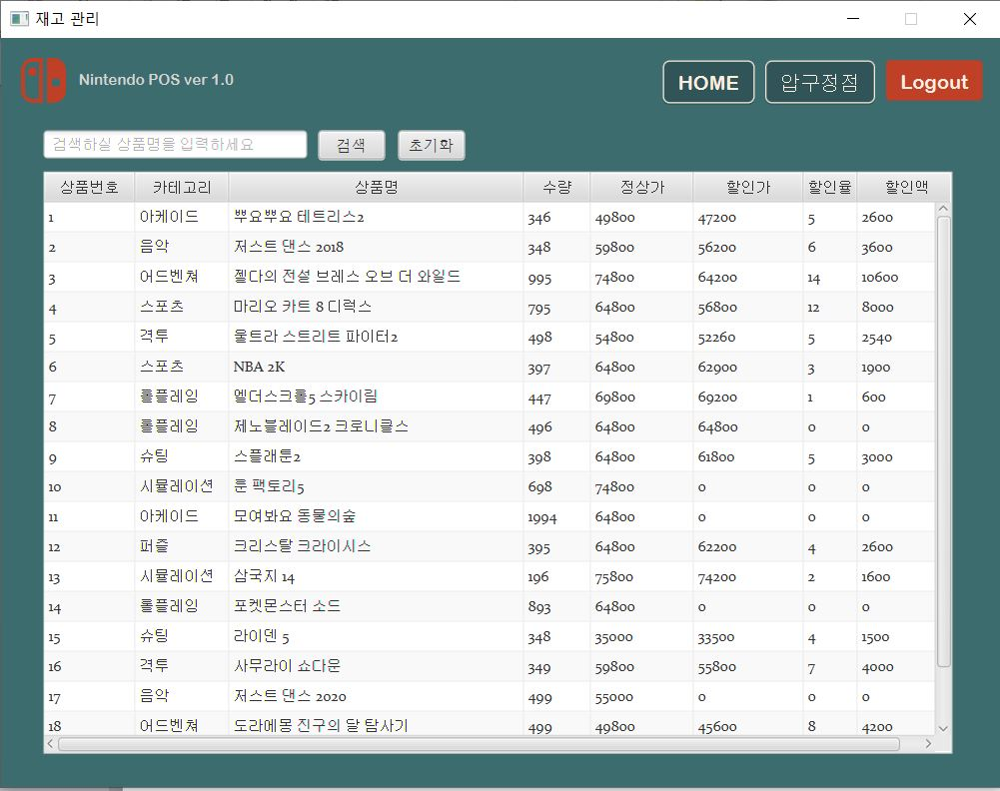 재고 관리
Nintendo POS ver 1.0
HOME
압구정점
Logout
검색하실 상품명을 입력하세요
검색
초기화
상품번호 카테고리 상품명 수량 정상가 할인가 할인율 할인액
1 아케이드 뿌요뿌요 테트리스2 346 49800 47200 5 2600
2 음악 저스트 댄스 2018 348 59800 56200 6 3600
3 어드벤쳐 젤다의 전설 브레스 오브 더 와일드 995 74800 64200 14 10600
4 스포츠 마리오 카트 8 디럭스 795 64800 56800 12 8000
5 격투 울트라 스트리트 파이터2 498 54800 52260 5 2540
6 스포츠 NBA 2K 397 64800 62900 3 1900
7 롤플레잉 엘더스크롤5 스카이림 447 69800 69200 1 600
8 롤플레잉 제노블레이드2 크로니클스 496 64800 64800 0 0
9 슈팅 스플래툰2 398 64800 61800 5 3000
10 시뮬레이션 룬 팩토리5 698 74800 0 0 0
11 아케이드 모여봐요 동물의숲 1994 64800 0 0 0
12 퍼즐 크리스탈 크라이시스 395 64800 62200 4 2600
13 시뮬레이션 삼국지 14 196 75800 74200 2 1600
14 롤플레잉 포켓몬스터 소드 893 64800 0 0 0
15 슈팅 라이덴 5 348 35000 33500 4 1500
16 격투 사무라이 쇼다운 349 59800 55800 7 4000
17 음악 저스트 댄스 2020 499 55000 0 0 0
18 어드벤쳐 도라에몽 진구의 달 탐사기 499 49800 45600 8 4200